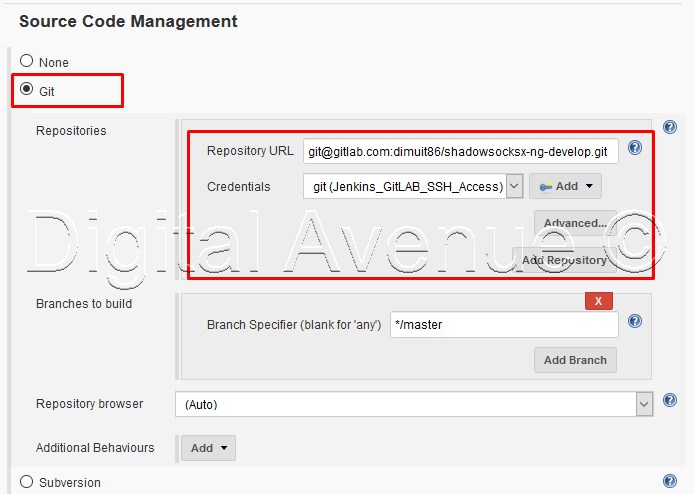 Source Code Management
None
Git
Repositories
Repository URL git@gitlab.com:dimuit86/shadowsocksx-ng-develop.git
Credentials git (Jenkins_GitLAB_SSH_Access) Add
Advanced...
Digital Avenue ©
Add Repository
Branches to build
X
Branch Specifier (blank for 'any') */master
Add Branch
Repository browser (Auto)
Additional Behaviours Add
Subversion